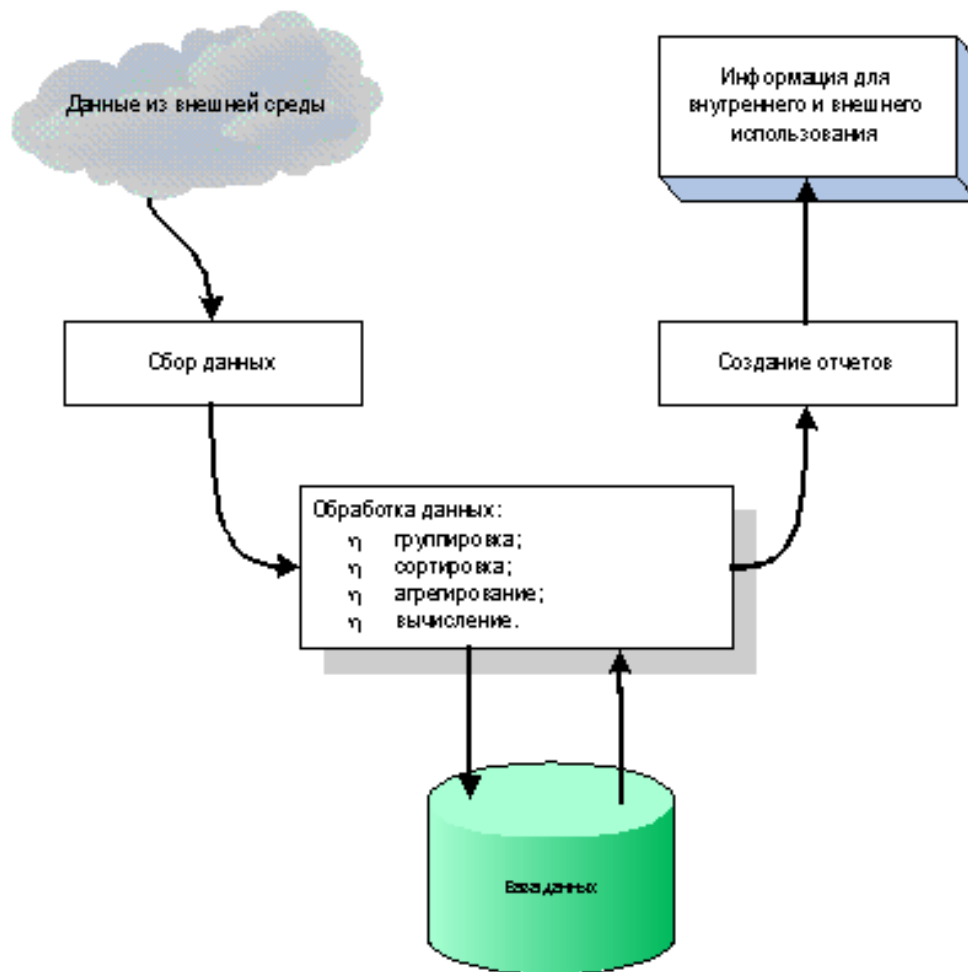 Данные из внешней среды
Информация для
внутреннего и внешнего
использования
Сбор данных
Создание отчетов
Обработка данных:
η группировка;
η сортировка;
η агрегирование;
η вычисление.
База данных